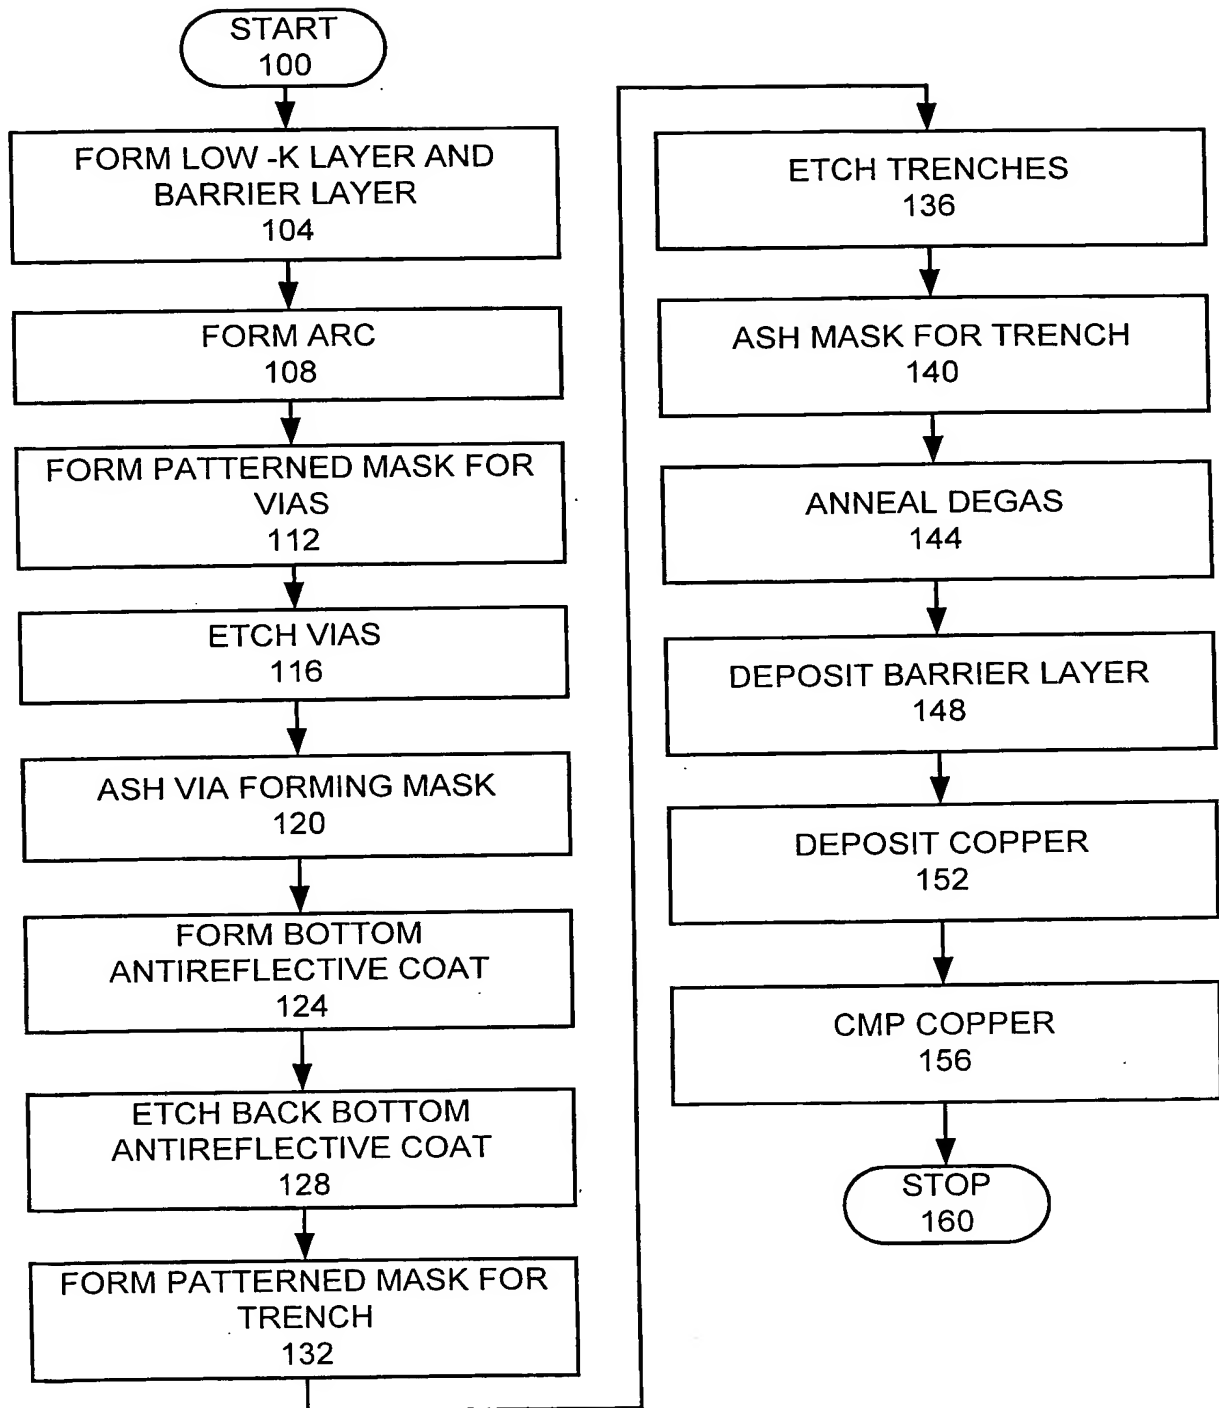 START
100
FORM LOW -K LAYER AND
BARRIER LAYER
104
FORM ARC
108
FORM PATTERNED MASK FOR
VIAS
112
ETCH VIAS
116
ASH VIA FORMING MASK
120
FORM BOTTOM
ANTIREFLECTIVE COAT
124
ETCH BACK BOTTOM
ANTIREFLECTIVE COAT
128
FORM PATTERNED MASK FOR
TRENCH
132
ETCH TRENCHES
136
ASH MASK FOR TRENCH
140
ANNEAL DEGAS
144
DEPOSIT BARRIER LAYER
148
DEPOSIT COPPER
152
CMP COPPER
156
STOP
160